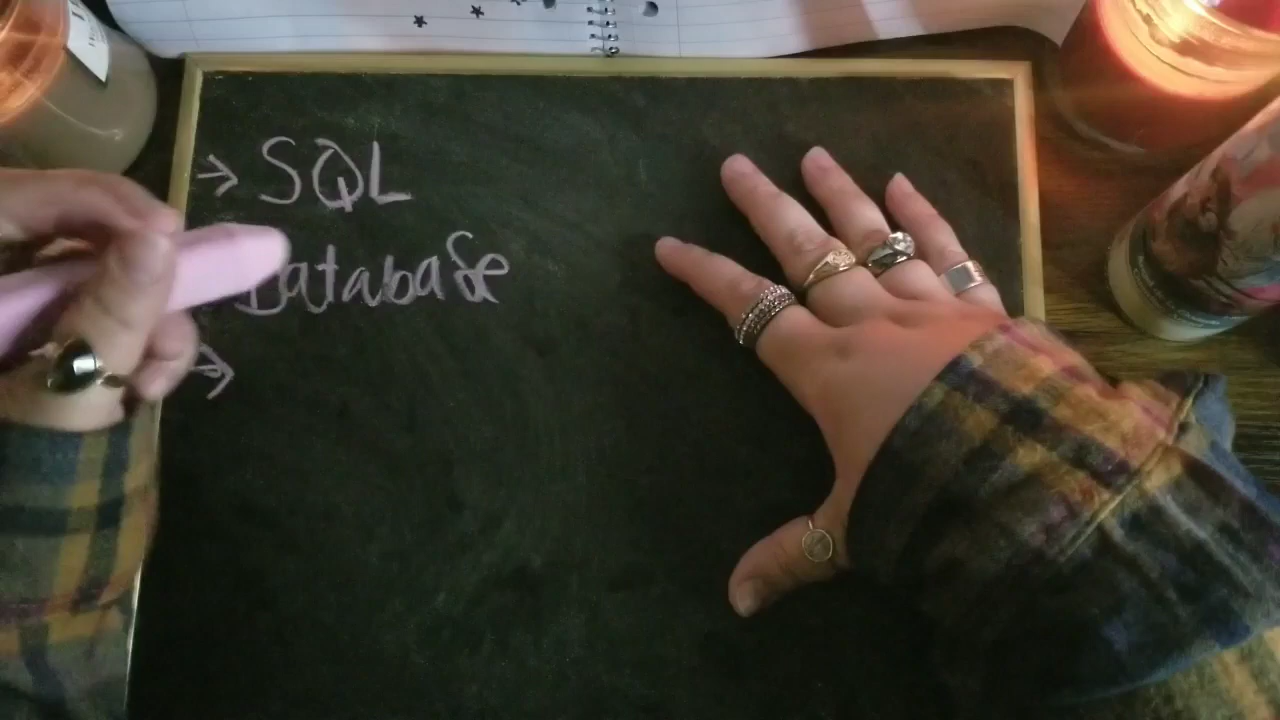 → SQL
Database
→